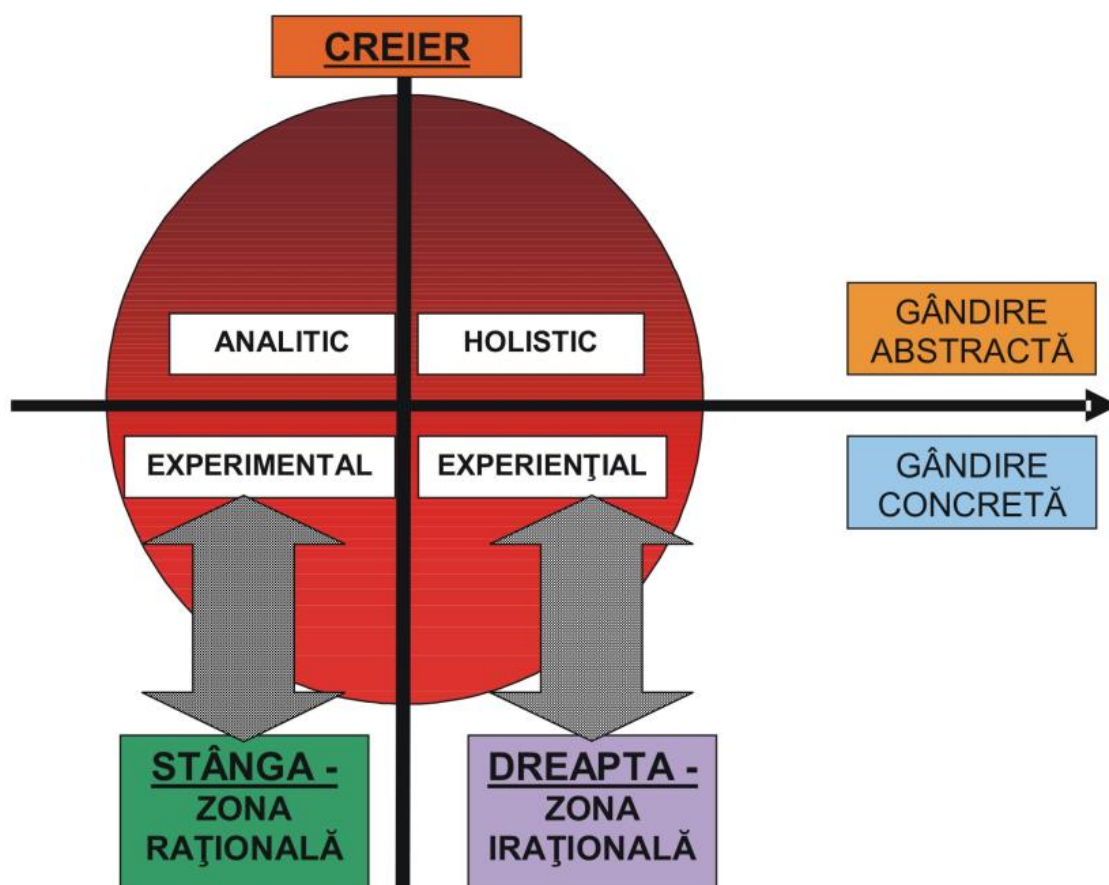 CREIER
ANALITIC
HOLISTIC
GÂNDIRE
ABSTRACTĂ
EXPERIMENTAL
EXPERIENŢIAL
GÂNDIRE
CONCRETĂ
STÂNGA -
ZONA
RAŢIONALĂ
DREAPTA -
ZONA
IRAŢIONALĂ